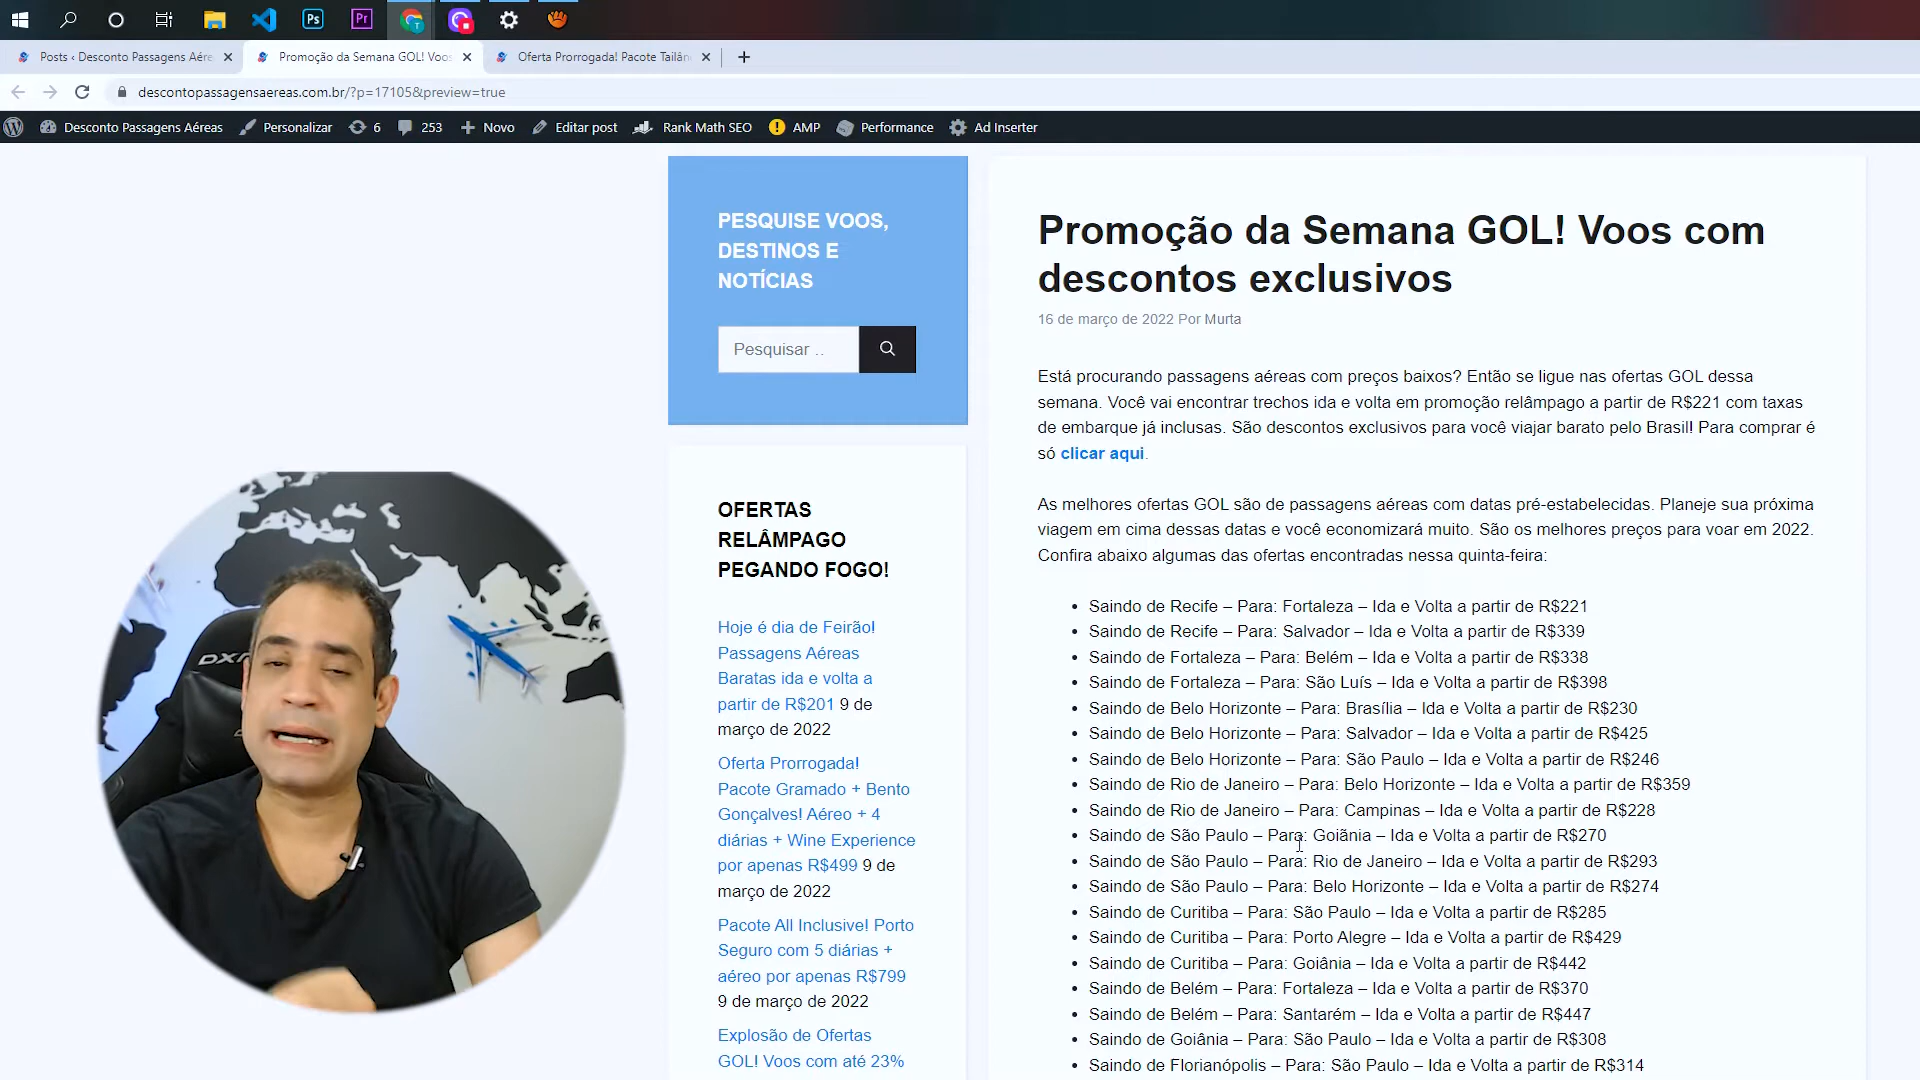 Ps
Pr
Posts ‹ Desconto Passagens Aére
Promoção da Semana GOL! Voos
Oferta Prorrogada! Pacote Tailân
descontopassagensaereas.com.br/?p=17105&preview=true
Desconto Passagens Aéreas
Personalizar
6
253
Novo
Editar post
Rank Math SEO
AMP
Performance
Ad Inserter
PESQUISE VOOS,
DESTINOS E
NOTÍCIAS
Pesquisar ..
OFERTAS
RELÂMPAGO
PEGANDO FOGO!
Hoje é dia de Feirão!
Passagens Aéreas
Baratas ida e volta a
partir de R$201 9 de
março de 2022
Oferta Prorrogada!
Pacote Gramado + Bento
Gonçalves! Aéreo + 4
diárias + Wine Experience
por apenas R$499 9 de
março de 2022
Pacote All Inclusive! Porto
Seguro com 5 diárias +
aéreo por apenas R$799
9 de março de 2022
Explosão de Ofertas
GOL! Voos com até 23%
Promoção da Semana GOL! Voos com
descontos exclusivos
16 de março de 2022 Por Murta
Está procurando passagens aéreas com preços baixos? Então se ligue nas ofertas GOL dessa
semana. Você vai encontrar trechos ida e volta em promoção relâmpago a partir de R$221 com taxas
de embarque já inclusas. São descontos exclusivos para você viajar barato pelo Brasil! Para comprar é
só clicar aqui.
As melhores ofertas GOL são de passagens aéreas com datas pré-estabelecidas. Planeje sua próxima
viagem em cima dessas datas e você economizará muito. São os melhores preços para voar em 2022.
Confira abaixo algumas das ofertas encontradas nessa quinta-feira:
• Saindo de Recife – Para: Fortaleza – Ida e Volta a partir de R$221
• Saindo de Recife – Para: Salvador – Ida e Volta a partir de R$339
• Saindo de Fortaleza – Para: Belém – Ida e Volta a partir de R$338
• Saindo de Fortaleza – Para: São Luís – Ida e Volta a partir de R$398
• Saindo de Belo Horizonte – Para: Brasília – Ida e Volta a partir de R$230
• Saindo de Belo Horizonte – Para: Salvador – Ida e Volta a partir de R$425
• Saindo de Belo Horizonte – Para: São Paulo – Ida e Volta a partir de R$246
• Saindo de Rio de Janeiro – Para: Belo Horizonte – Ida e Volta a partir de R$359
• Saindo de Rio de Janeiro – Para: Campinas – Ida e Volta a partir de R$228
• Saindo de São Paulo – Para: Goiãnia – Ida e Volta a partir de R$270
• Saindo de São Paulo – Para: Rio de Janeiro – Ida e Volta a partir de R$293
• Saindo de São Paulo – Para: Belo Horizonte – Ida e Volta a partir de R$274
• Saindo de Curitiba – Para: São Paulo – Ida e Volta a partir de R$285
• Saindo de Curitiba – Para: Porto Alegre – Ida e Volta a partir de R$429
• Saindo de Curitiba – Para: Goiânia – Ida e Volta a partir de R$442
• Saindo de Belém – Para: Fortaleza – Ida e Volta a partir de R$370
• Saindo de Belém – Para: Santarém – Ida e Volta a partir de R$447
• Saindo de Goiânia – Para: São Paulo – Ida e Volta a partir de R$308
• Saindo de Florianópolis – Para: São Paulo – Ida e Volta a partir de R$314